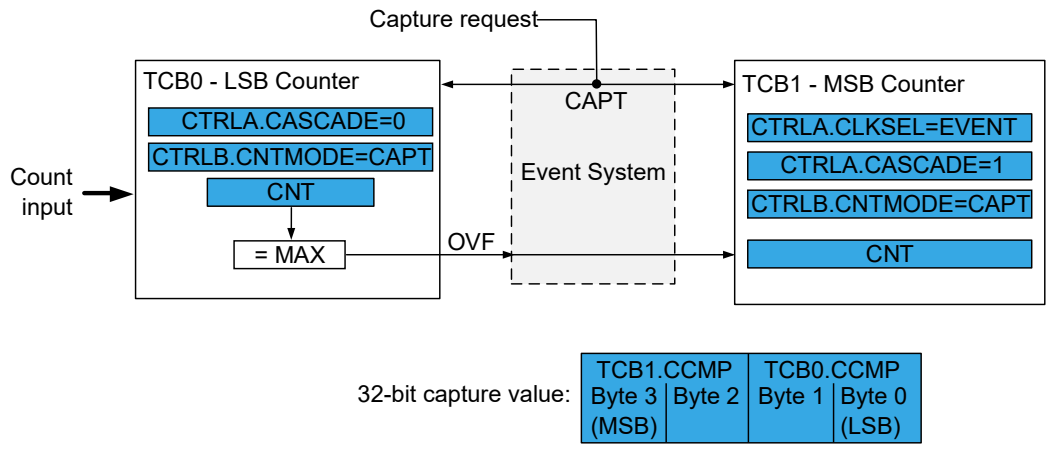 Capture request
TCB0 - LSB Counter
CTRLA.CASCADE=0
CTRLB.CNTMODE=CAPT
CNT
= MAX
Count
input
OVF
CAPT
Event System
TCB1 - MSB Counter
CTRLA.CLKSEL=EVENT
CTRLA.CASCADE=1
CTRLB.CNTMODE=CAPT
CNT
32-bit capture value:
TCB1.CCMP TCB0.CCMP
Byte 3 Byte 2 Byte 1 Byte 0
(MSB) (LSB)